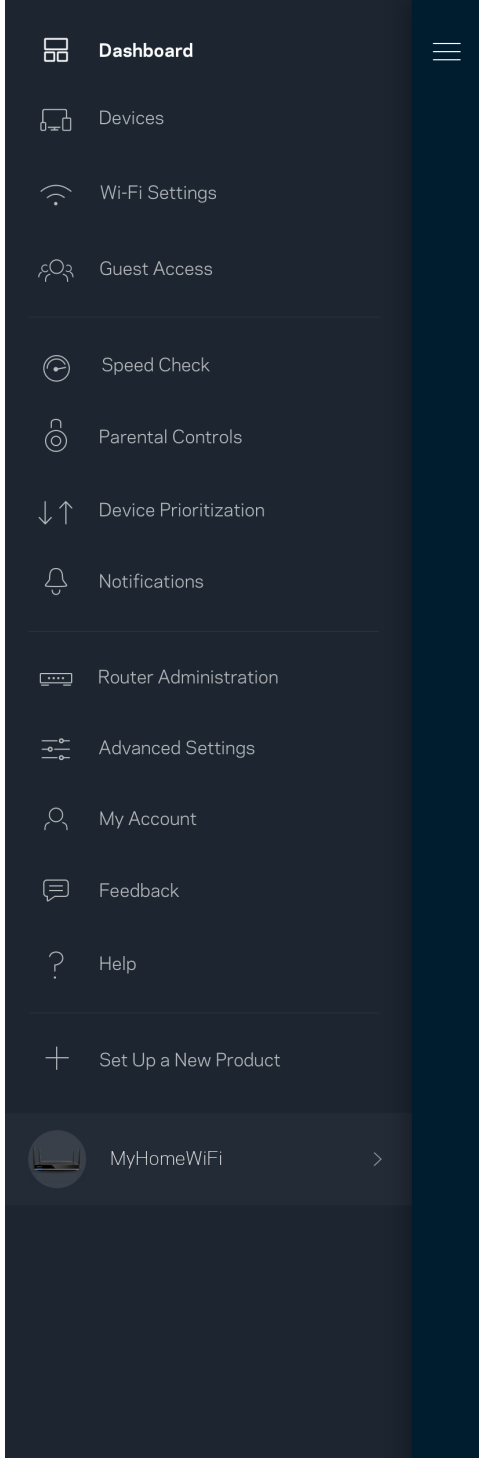 Dashboard
Devices
Wi-Fi Settings
Guest Access
Speed Check
Parental Controls
Device Prioritization
Notifications
Router Administration
Advanced Settings
My Account
Feedback
Help
Set Up a New Product
MyHomeWiFi